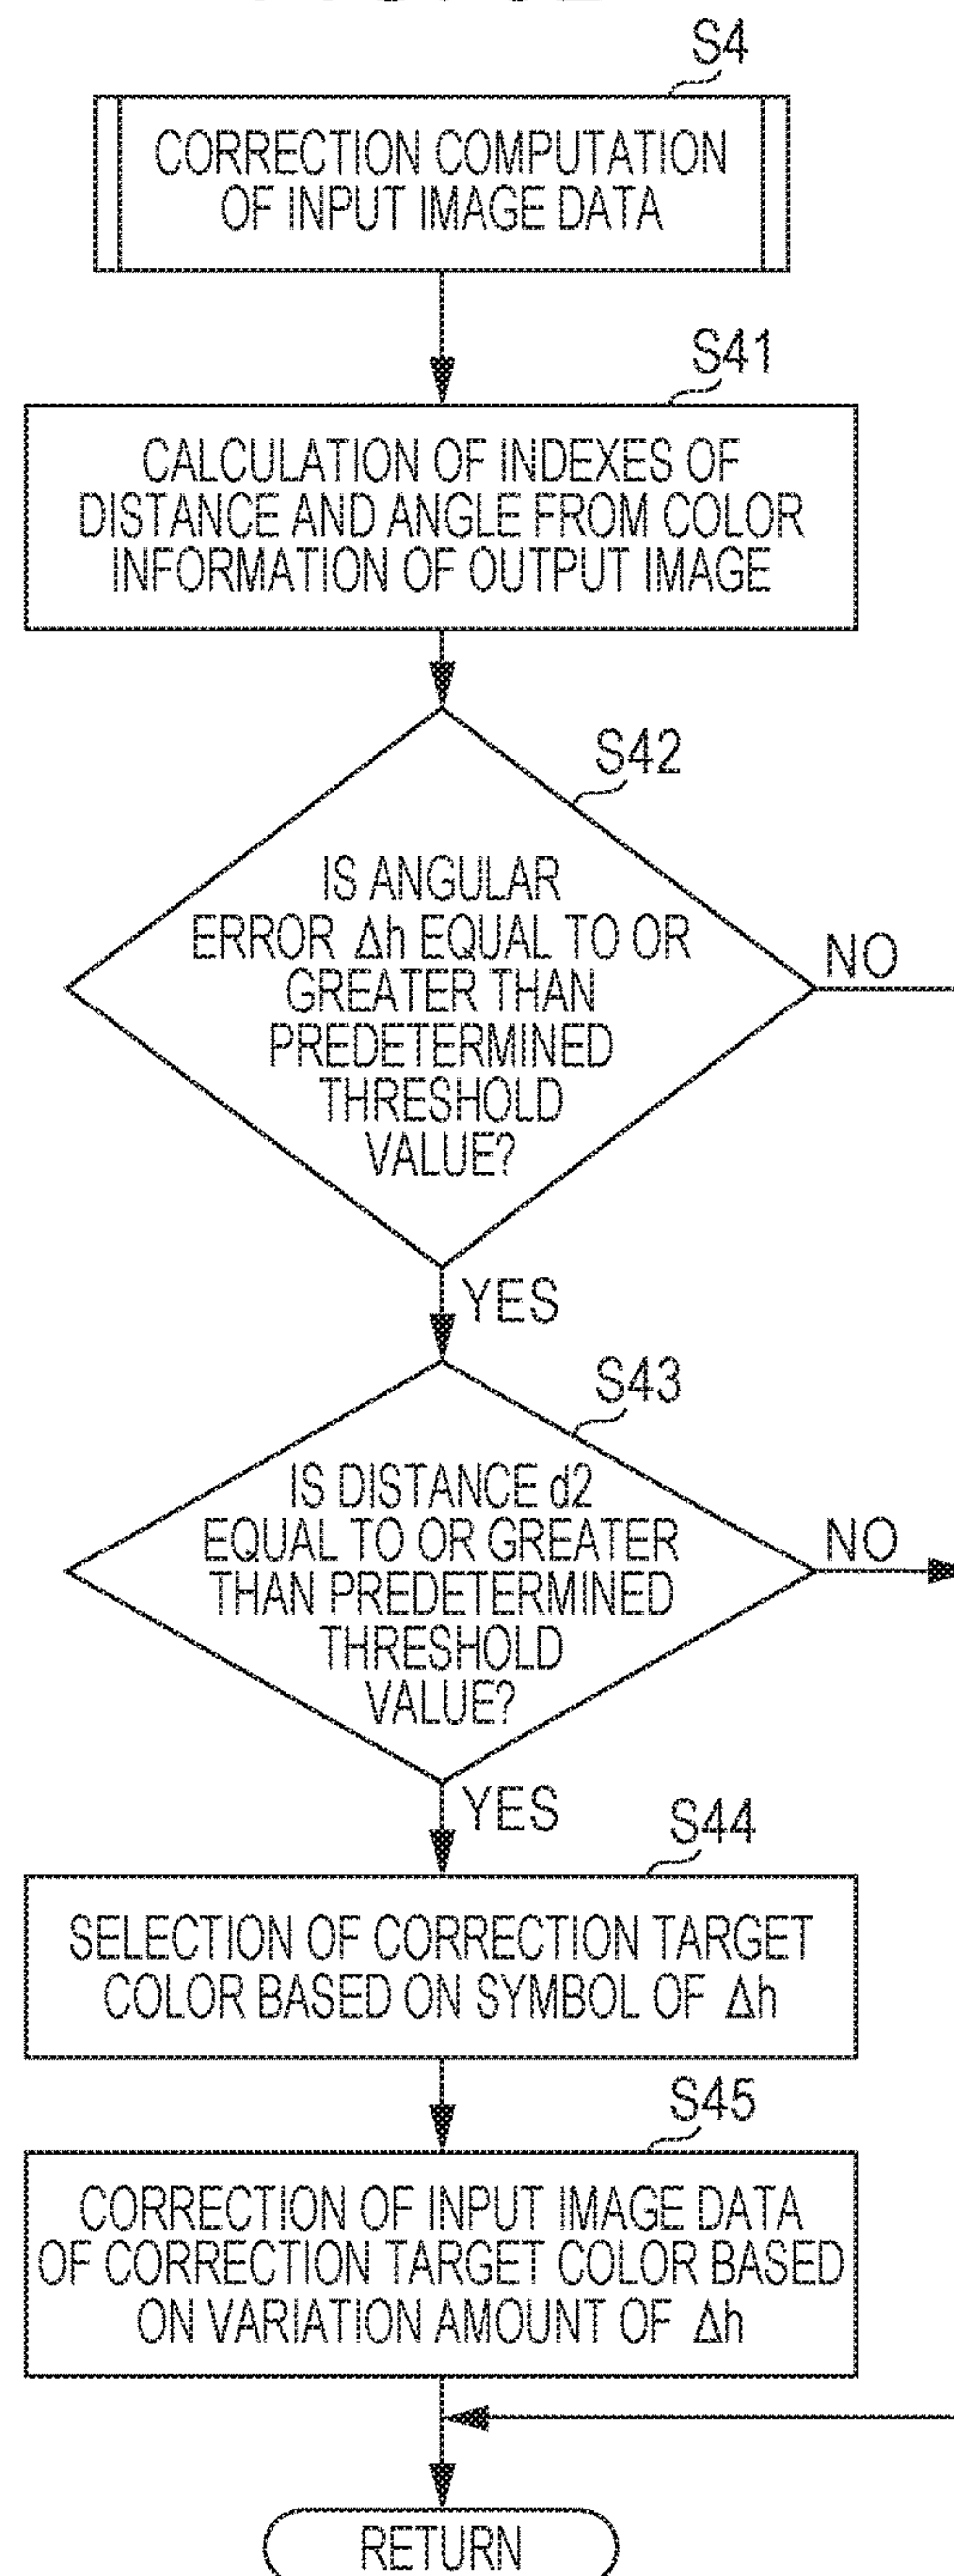 S4
CORRECTION COMPUTATION
OF INPUT IMAGE DATA
S41
CALCULATION OF INDEXES OF
DISTANCE AND ANGLE FROM COLOR
INFORMATION OF OUTPUT IMAGE
S42
IS ANGULAR
ERROR Δh EQUAL TO OR
GREATER THAN
PREDETERMINED
THRESHOLD
VALUE?
NO
YES
S43
IS DISTANCE d2
EQUAL TO OR GREATER
THAN PREDETERMINED
THRESHOLD
VALUE?
NO
YES
S44
SELECTION OF CORRECTION TARGET
COLOR BASED ON SYMBOL OF Δh
S45
CORRECTION OF INPUT IMAGE DATA
OF CORRECTION TARGET COLOR BASED
ON VARIATION AMOUNT OF Δh
RETURN